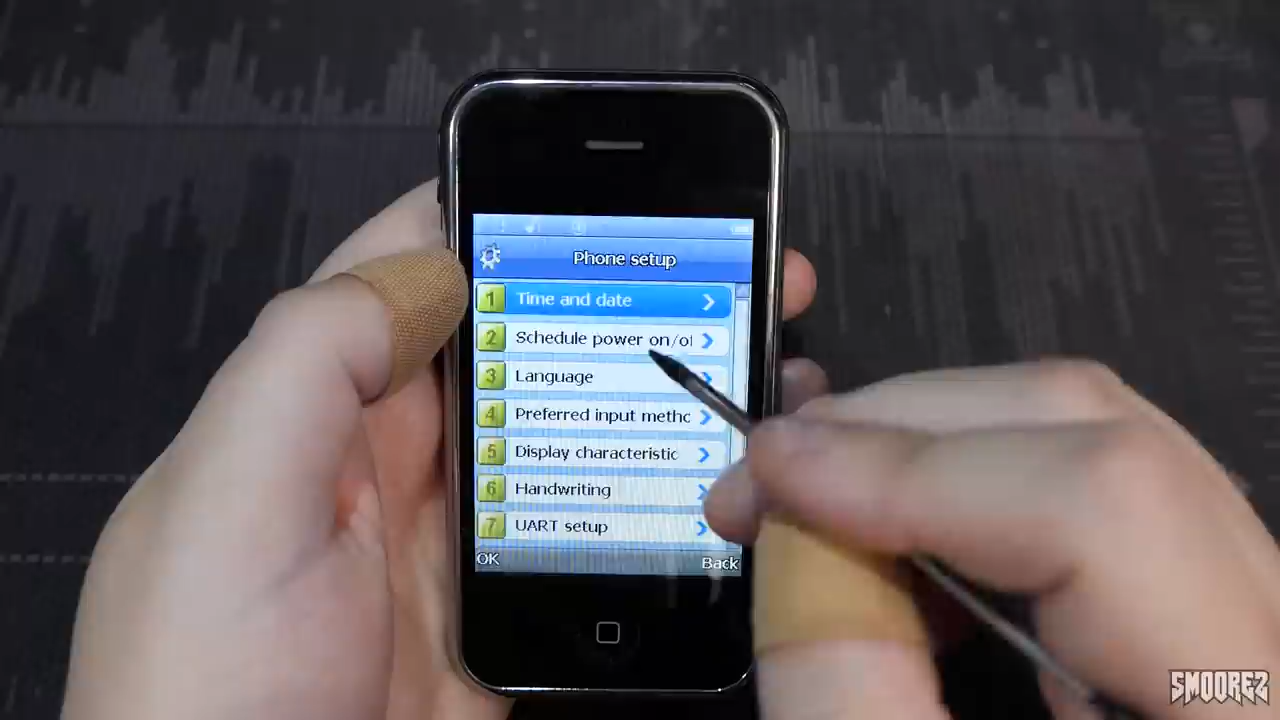 Phone setup
1 Time and date
2 Schedule power on/of
3 Language
4 Preferred input metho
5 Display characteristic
6 Handwriting
7 UART setup
OK Back
SMOOREZ